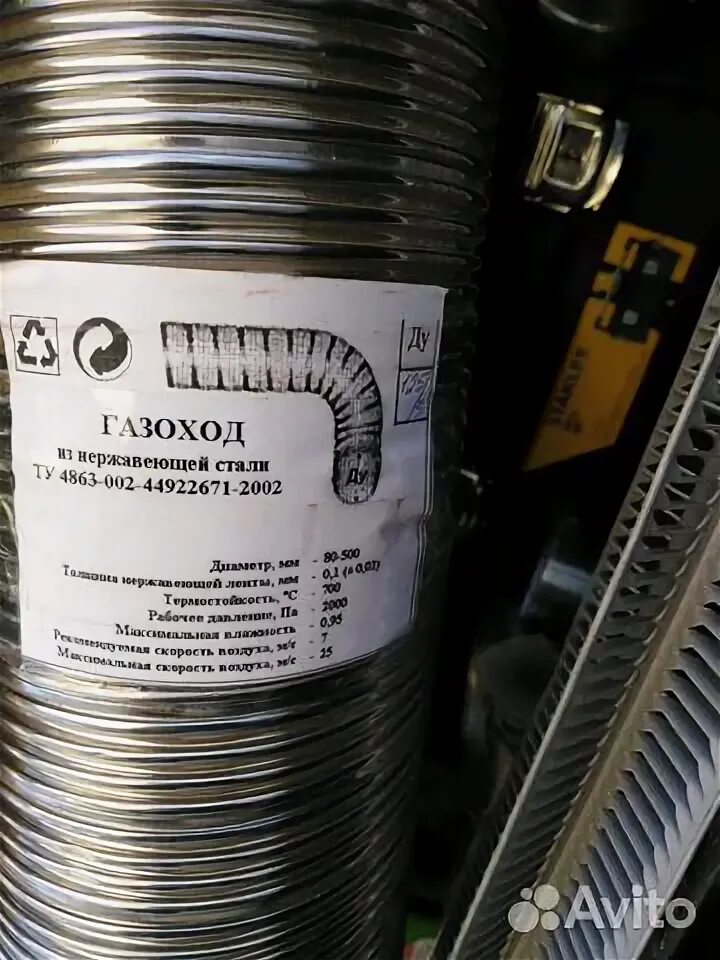 Ду
125
ГАЗОХОД
из нержавеющей стали
ТУ 4863-002-44922671-2002
Ду
Диаметр, мм - 80-500
Толщина нержавеющей ленты, мм - 0,1 (± 0,01)
Термостойкость, °С - 700
Рабочее давление, Па - 2000
Максимальная влажность - 0,95
Рекомендуемая скорость воздуха, м/с - 7
Максимальная скорость воздуха, м/с - 25
STANLEY
Avito